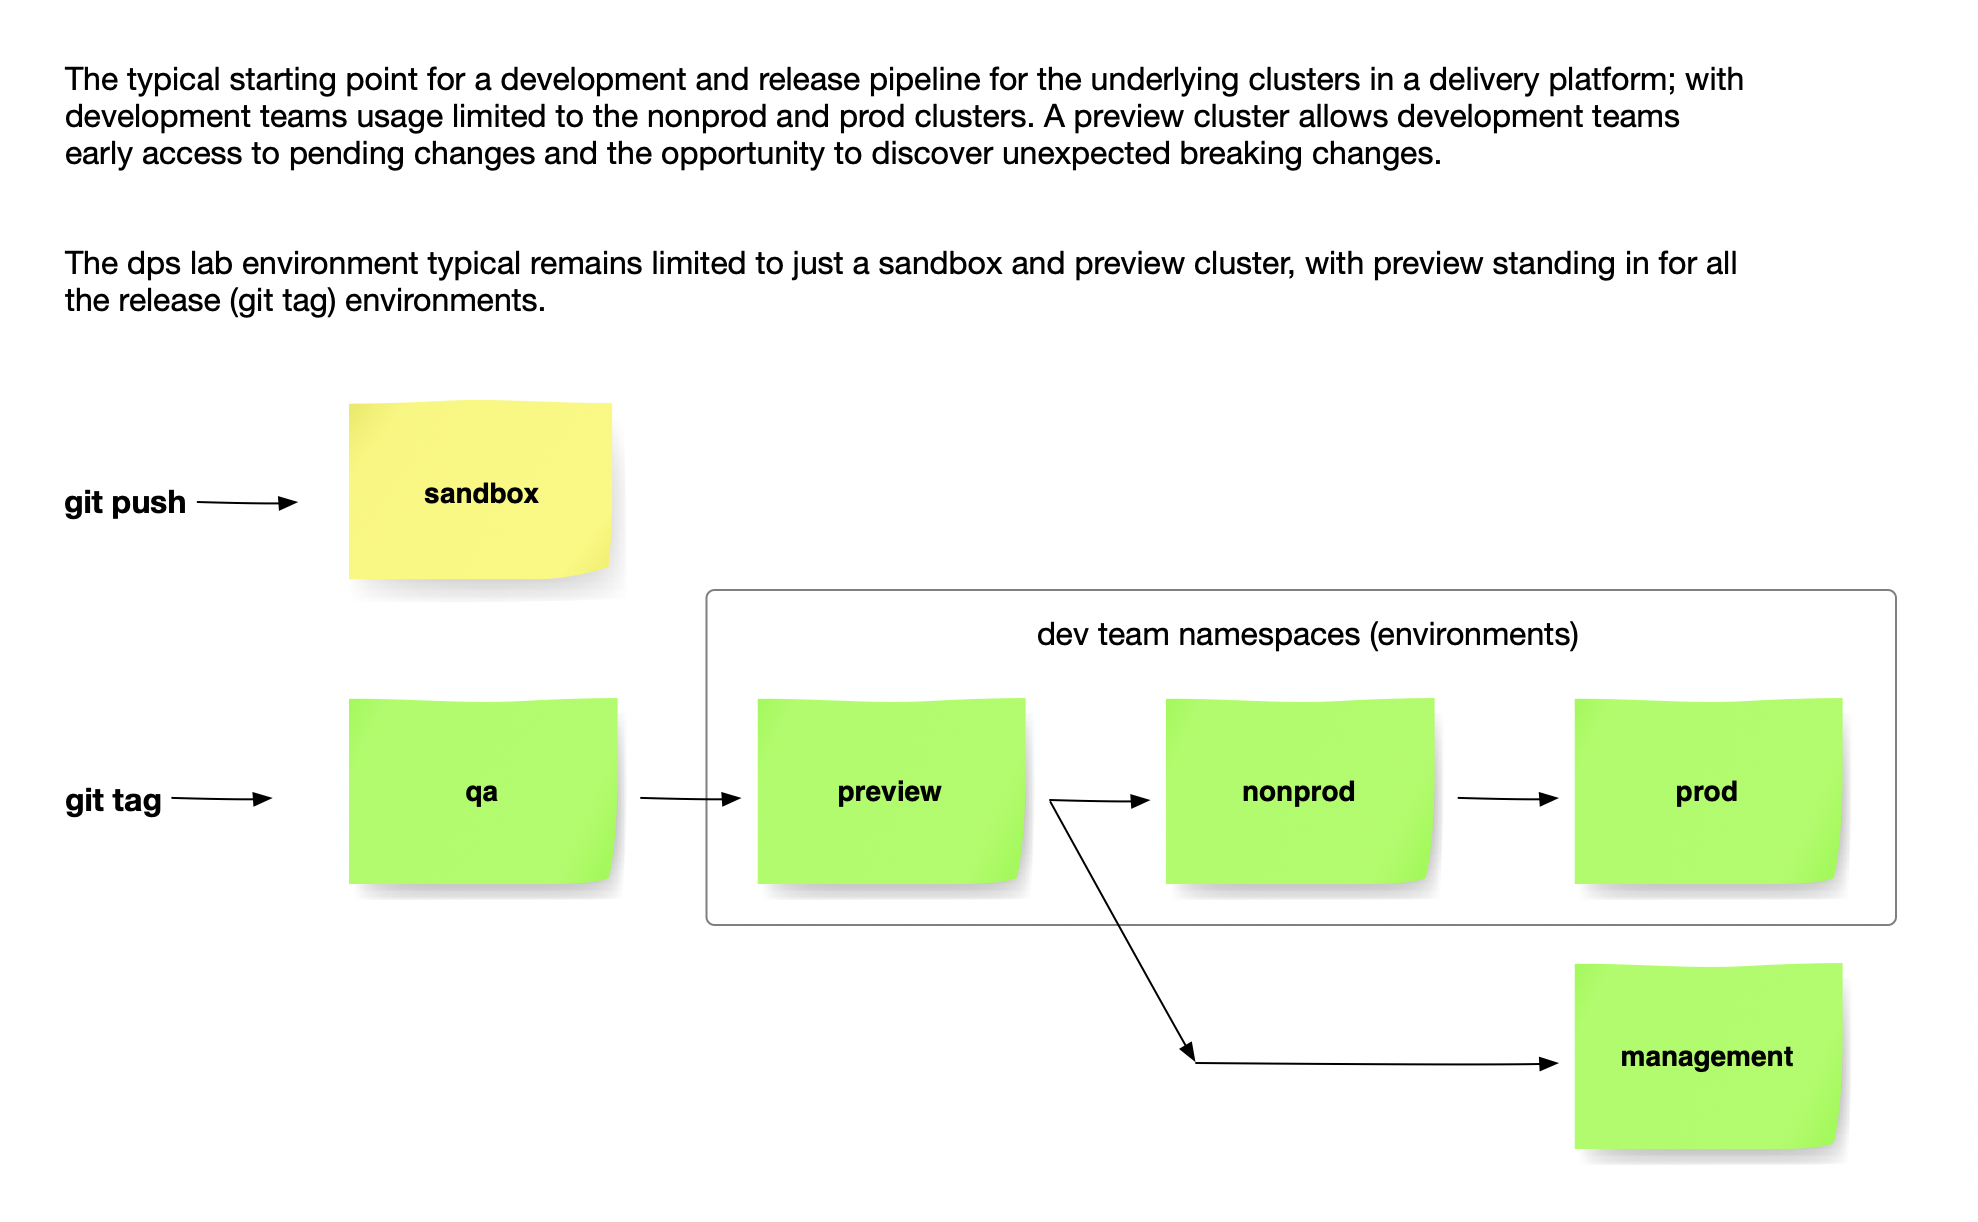 The typical starting point for a development and release pipeline for the underlying clusters in a delivery platform; with
development teams usage limited to the nonprod and prod clusters. A preview cluster allows development teams
early access to pending changes and the opportunity to discover unexpected breaking changes.
The dps lab environment typical remains limited to just a sandbox and preview cluster, with preview standing in for all
the release (git tag) environments.
git push
sandbox
dev team namespaces (environments)
git tag
qa
preview
nonprod
prod
management